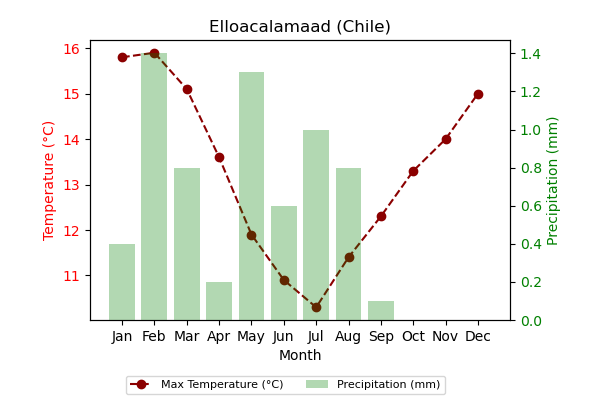 Elloacalamaad (Chile)
Temperature (°C)
16
15
14
13
12
11
1.4
1.2
1.0
0.8
0.6
0.4
0.2
0.0
Precipitation (mm)
Jan Feb Mar Apr May Jun Jul Aug Sep Oct Nov Dec
Month
Max Temperature (°C) Precipitation (mm)